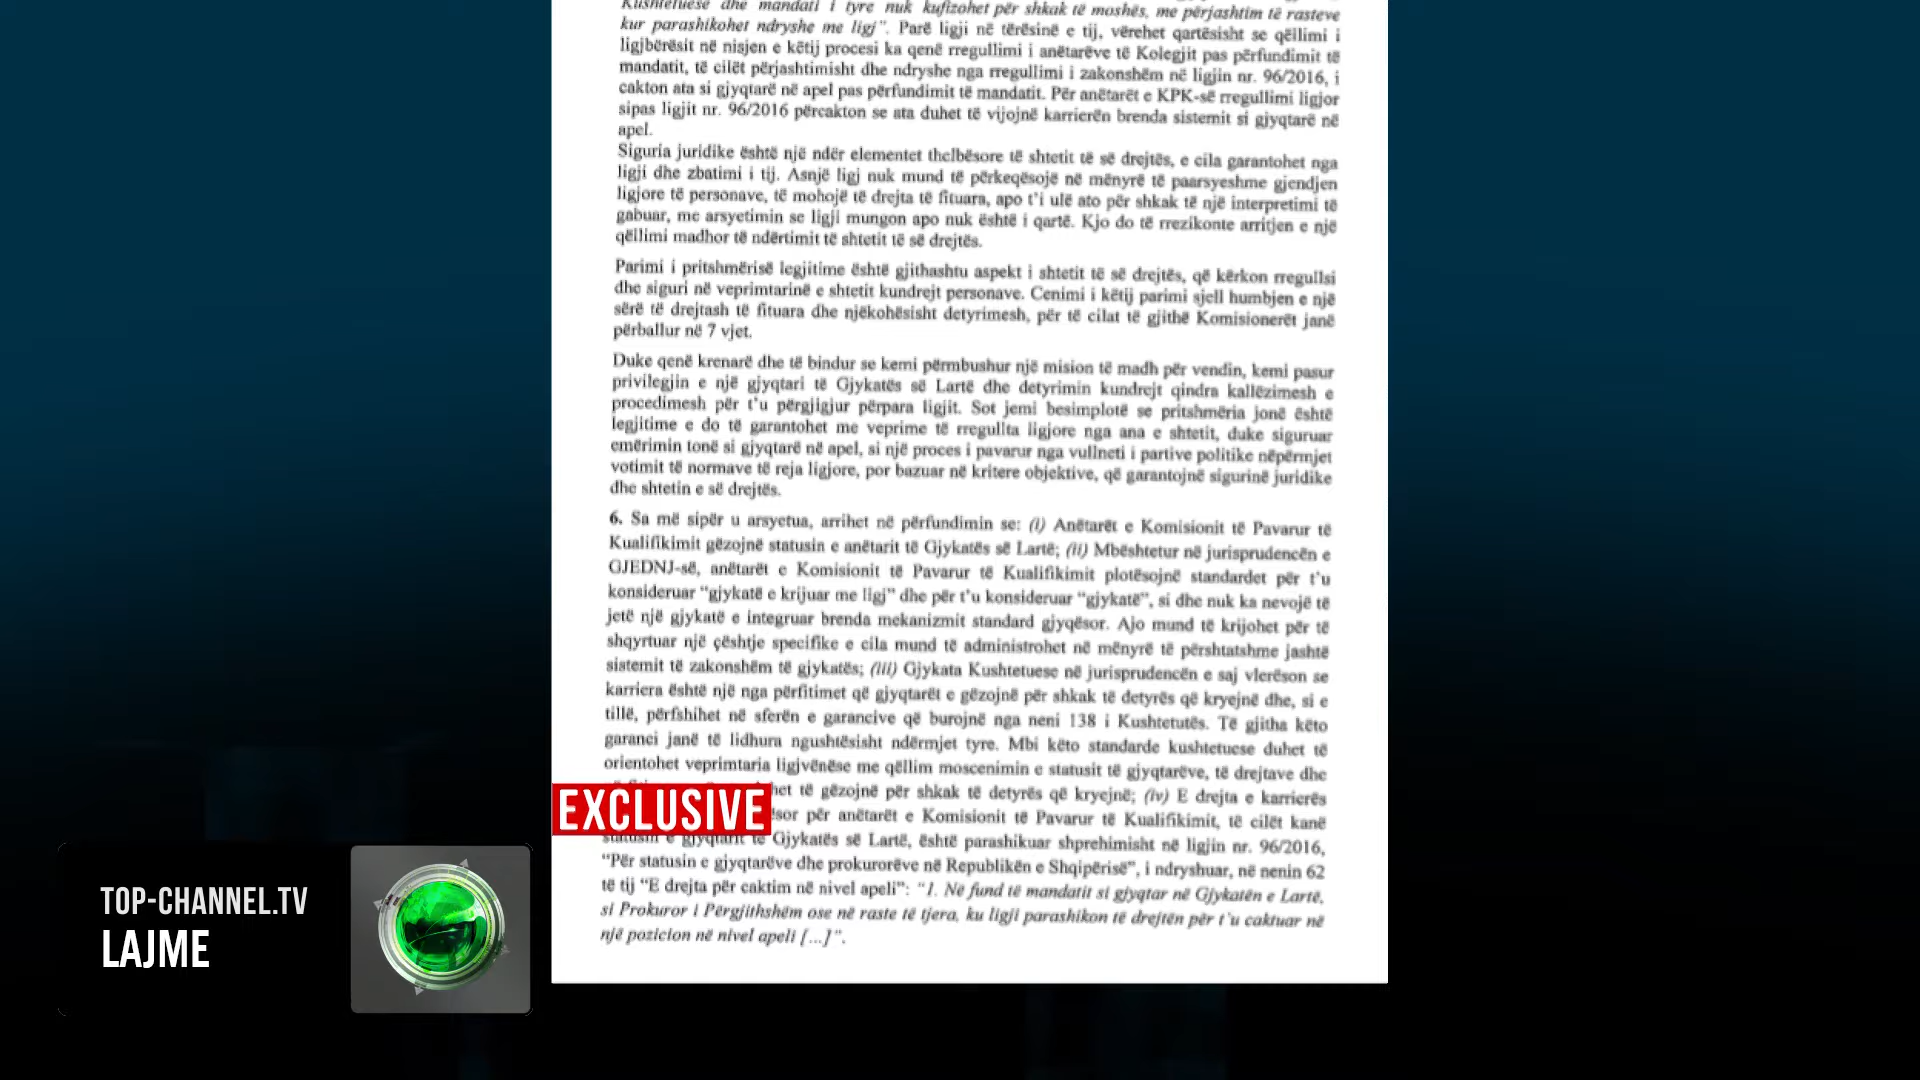 Kushtetuese dhe mandati i tyre nuk kufizohet për shkak të moshës, me përjashtim të rasteve
kur parashikohet ndryshe me ligj". Parë ligji në tërësinë e tij, vërehet qartësisht se qëllimi i
ligjbërësit në nisjen e këtij procesi ka qenë rregullimi i anëtarëve të Kolegjit pas përfundimit të
mandatit, të cilët përjashtimisht dhe ndryshe nga rregullimi i zakonshëm në ligjin nr. 96/2016, i
cakton ata si gjyqtarë në apel pas përfundimit të mandatit. Për anëtarët e KPK-së rregullimi ligjor
sipas ligjit nr. 96/2016 përcakton se ata duhet të vijojnë karrierën brenda sistemit si gjyqtarë në
apel.
Siguria juridike është një ndër elementet thelbësore të shtetit të së drejtës, e cila garantohet nga
ligji dhe zbatimi i tij. Asnjë ligj nuk mund të përkeqësojë në mënyrë të paarsyeshme gjendjen
ligjore të personave, të mohojë të drejta të fituara, apo t'i ulë ato për shkak të një interpretimi të
gabuar, me arsyetimin se ligji mungon apo nuk është i qartë. Kjo do të rrezikonte arritjen e një
qëllimi madhor të ndërtimit të shtetit të së drejtës.
Parimi i pritshmërisë legjitime është gjithashtu aspekt i shtetit të së drejtës, që kërkon rregullsi
dhe siguri në veprimtarinë e shtetit kundrejt personave. Cenimi i këtij parimi sjell humbjen e një
sërë të drejtash të fituara dhe njëkohësisht detyrimesh, për të cilat të gjithë Komisionerët janë
përballur në 7 vjet.
Duke qenë krenarë dhe të bindur se kemi përmbushur një mision të madh për vendin, kemi pasur
privilegjin e një gjyqtari të Gjykatës së Lartë dhe detyrimin kundrejt qindra kallëzimesh e
procedimesh për t'u përgjigjur përpara ligjit. Sot jemi besimplotë se pritshmëria jonë është
legjitime e do të garantohet me veprime të rregullta ligjore nga ana e shtetit, duke siguruar
emërimin tonë si gjyqtarë në apel, si një proces i pavarur nga vullneti i partive politike nëpërmjet
votimit të normave të reja ligjore, por bazuar në kritere objektive, që garantojnë sigurinë juridike
dhe shtetin e së drejtës.
6. Sa më sipër u arsyetua, arrihet në përfundimin se: (i) Anëtarët e Komisionit të Pavarur të
Kualifikimit gëzojnë statusin e anëtarit të Gjykatës së Lartë; (ii) Mbështetur në jurisprudencën e
GJEDNJ-së, anëtarët e Komisionit të Pavarur të Kualifikimit plotësojnë standardet për t'u
konsideruar "gjykatë e krijuar me ligj" dhe për t'u konsideruar "gjykatë", si dhe nuk ka nevojë të
jetë një gjykatë e integruar brenda mekanizmit standard gjyqësor. Ajo mund të krijohet për të
shqyrtuar një çështje specifike e cila mund të administrohet në mënyrë të përshtatshme jashtë
sistemit të zakonshëm të gjykatës; (iii) Gjykata Kushtetuese në jurisprudencën e saj vlerëson se
karriera është një nga përfitimet që gjyqtarët e gëzojnë për shkak të detyrës që kryejnë dhe, si e
tillë, përfshihet në sferën e garancive që burojnë nga neni 138 i Kushtetutës. Të gjitha këto
garanci janë të lidhura ngushtësisht ndërmjet tyre. Mbi këto standarde kushtetuese duhet të
orientohet veprimtaria ligjvënëse me qëllim moscenimin e statusit të gjyqtarëve, të drejtave dhe
het të gëzojnë për shkak të detyrës që kryejnë; (iv) E drejta e karrierës
EXCLUSIVE
sor për anëtarët e Komisionit të Pavarur të Kualifikimit, të cilët kanë
statusin e gjyqtarit të Gjykatës së Lartë, është parashikuar shprehimisht në ligjin nr. 96/2016,
"Për statusin e gjyqtarëve dhe prokurorëve në Republikën e Shqipërisë", i ndryshuar, në nenin 62
të tij "E drejta për caktim në nivel apeli": "1. Në fund të mandatit si gjyqtar në Gjykatën e Lartë,
si Prokuror i Përgjithshëm ose në raste të tjera, ku ligji parashikon të drejtën për t'u caktuar në
një pozicion në nivel apeli [...]".
TOP-CHANNEL.TV
LAJME